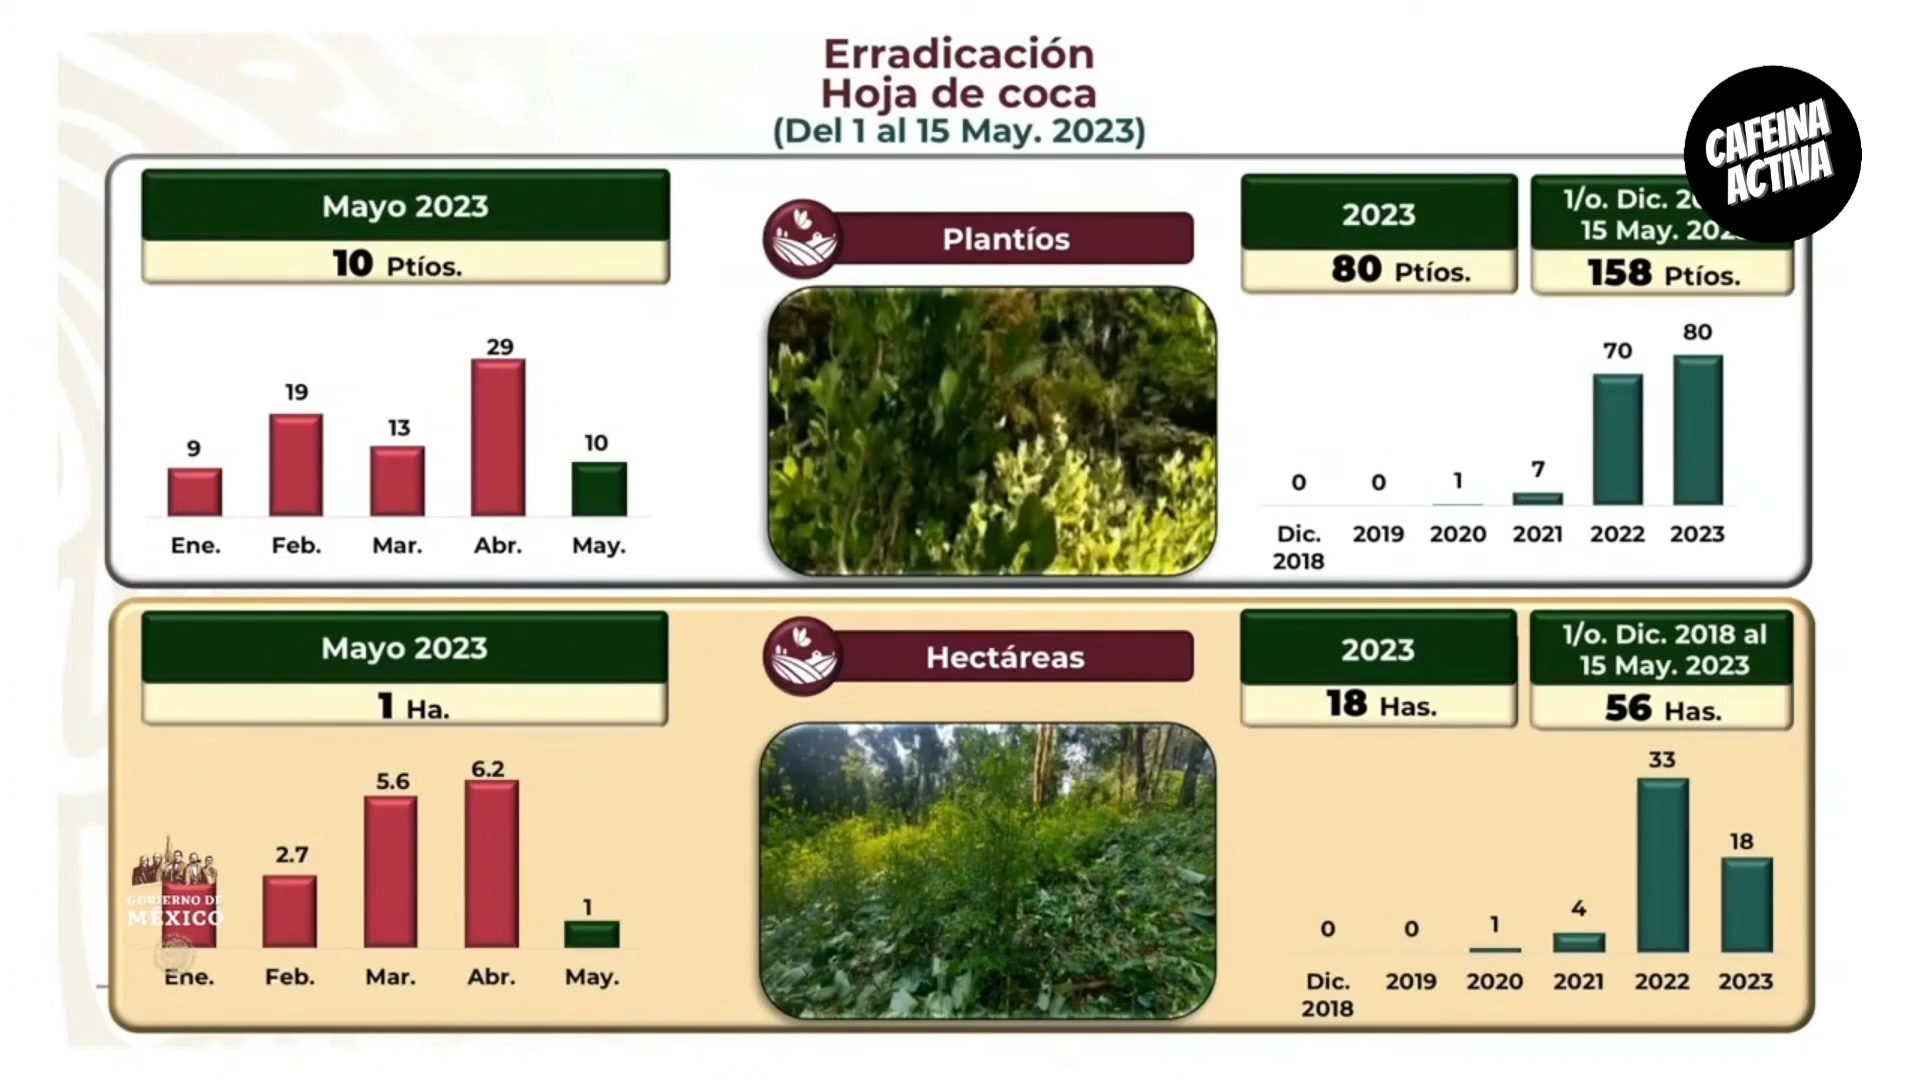 Erradicación
Hoja de coca
(Del 1 al 15 May. 2023)
CAFEINA
ACTIVA
Mayo 2023
10 Ptíos.
Plantíos
2023
80 Ptíos.
1/o. Dic.
15 May.
158 Ptíos.
9
19
13
29
10
Ene.
Feb.
Mar.
Abr.
May.
0
0
1
7
70
80
Dic.
2018
2019
2020
2021
2022
2023
Mayo 2023
1 Ha.
Hectáreas
2023
18 Has.
1/o. Dic. 2018 al
15 May. 2023
56 Has.
2.7
5.6
6.2
1
GOBIERNO DE
MÉXICO
Ene.
Feb.
Mar.
Abr.
May.
0
0
1
4
33
18
Dic.
2018
2019
2020
2021
2022
2023